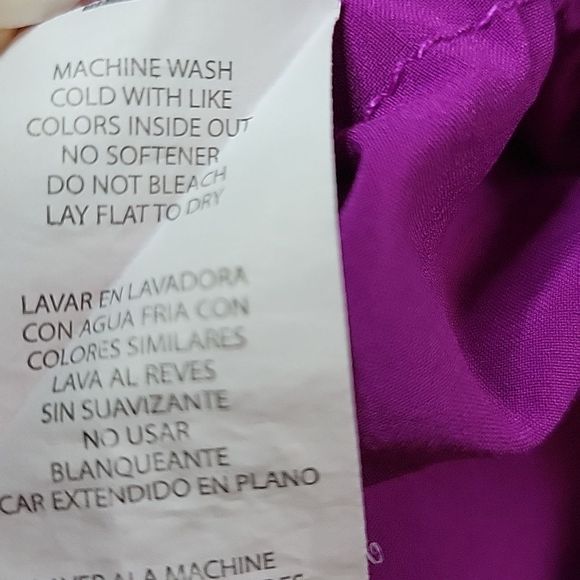 MACHINE WASH
COLD WITH LIKE
COLORS INSIDE OUT
NO SOFTENER
DO NOT BLEACH
LAY FLAT TO DRY
LAVAR EN LAVADORA
CON AGUA FRIA CON
COLORES SIMILARES
LAVA AL REVES
SIN SUAVIZANTE
NO USAR
BLANQUEANTE
CAR EXTENDIDO EN PLANO
A LA MACHINE